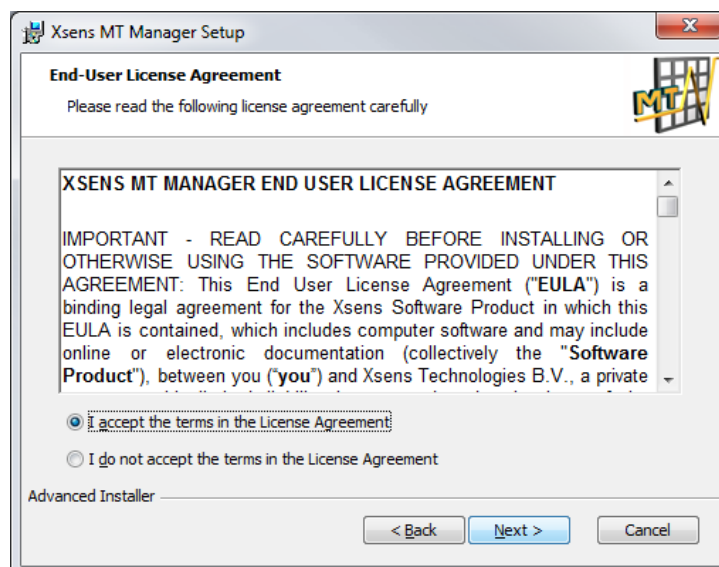 Xsens MT Manager Setup
End-User License Agreement
Please read the following license agreement carefully
MT
XSENS MT MANAGER END USER LICENSE AGREEMENT
IMPORTANT - READ CAREFULLY BEFORE INSTALLING OR
OTHERWISE USING THE SOFTWARE PROVIDED UNDER THIS
AGREEMENT: This End User License Agreement ("EULA") is a
binding legal agreement for the Xsens Software Product in which this
EULA is contained, which includes computer software and may include
online or electronic documentation (collectively the "Software
Product"), between you (“you”) and Xsens Technologies B.V., a private
I accept the terms in the License Agreement
I do not accept the terms in the License Agreement
Advanced Installer
< Back
Next >
Cancel